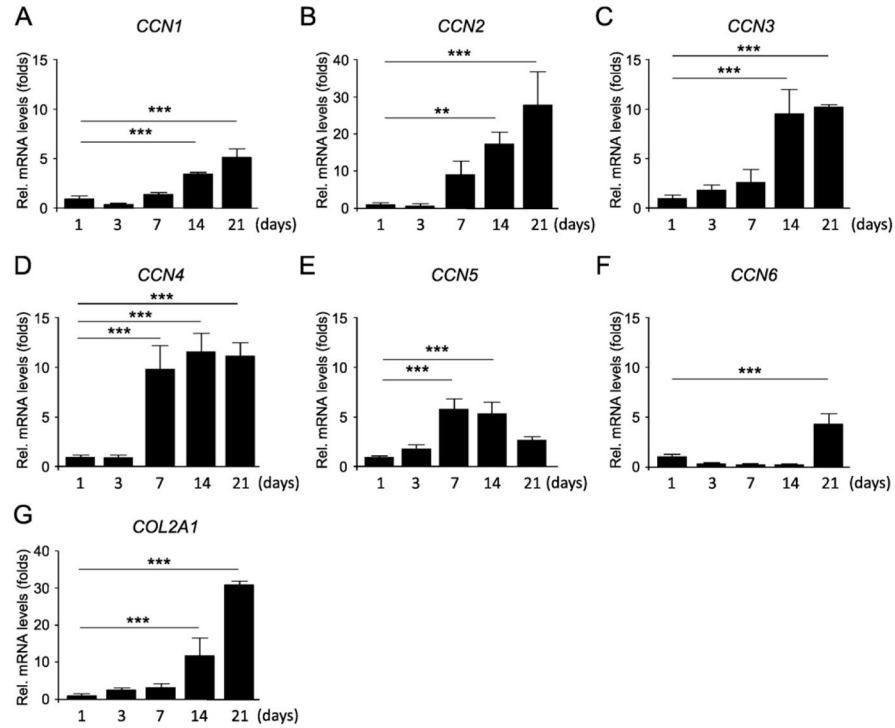 A
CCN1
Rel. mRNA levels (folds)
15
10
5
0
***
***
1 3 7 14 21 (days)
B
CCN2
Rel. mRNA levels (folds)
40
30
20
10
0
***
**
1 3 7 14 21 (days)
C
CCN3
Rel. mRNA levels (folds)
15
10
5
0
***
***
1 3 7 14 21 (days)
D
CCN4
Rel. mRNA levels (folds)
15
10
5
0
***
***
***
1 3 7 14 21 (days)
E
CCN5
Rel. mRNA levels (folds)
15
10
5
0
***
***
1 3 7 14 21 (days)
F
CCN6
Rel. mRNA levels (folds)
15
10
5
0
***
1 3 7 14 21 (days)
G
COL2A1
Rel. mRNA levels (folds)
40
30
20
10
0
***
***
1 3 7 14 21 (days)